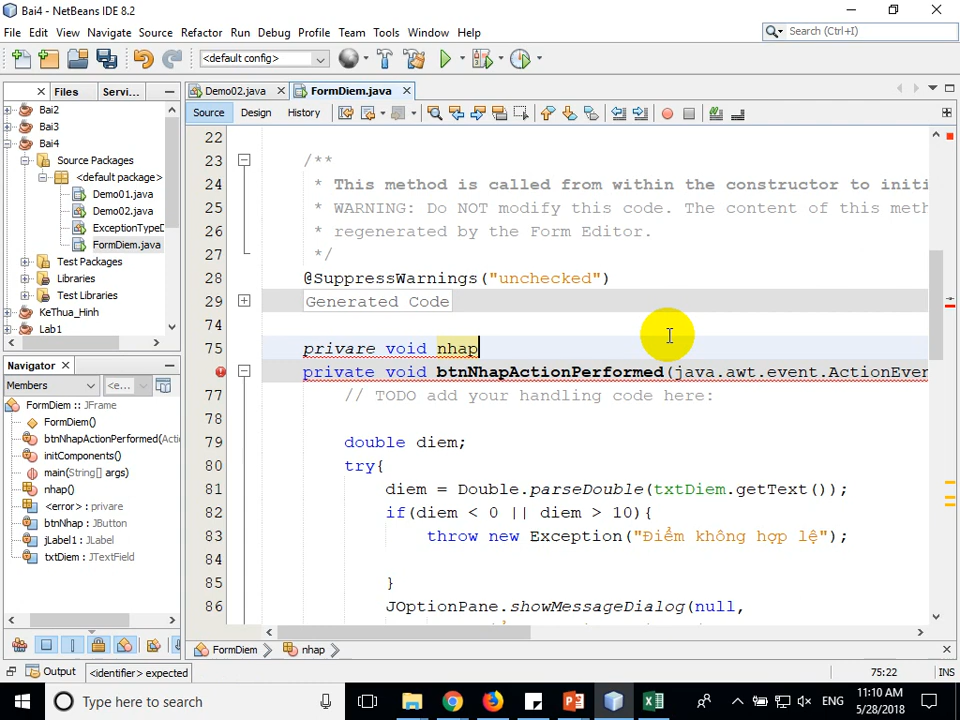 Bai4 - NetBeans IDE 8.2
File Edit View Navigate Source Refactor Run Debug Profile Team Tools Window Help
Search (Ctrl+I)
<default config>
Files Servi...
Demo02.java FormDiem.java
Source Design History
Bai2
Bai3
Bai4
Source Packages
<default package>
Demo01.java
Demo02.java
ExceptionTypeD
FormDiem.java
Test Packages
Libraries
Test Libraries
KeThua_Hinh
Lab1
22
23 /**
24 * This method is called from within the constructor to initi
25 * WARNING: Do NOT modify this code. The content of this meth
26 * regenerated by the Form Editor.
27 */
28 @SuppressWarnings("unchecked")
29 Generated Code
74
75 privare void nhap
private void btnNhapActionPerformed(java.awt.event.ActionEven
77 // TODO add your handling code here:
78
79 double diem;
80 try{
81 diem = Double.parseDouble(txtDiem.getText());
82 if(diem < 0 || diem > 10){
83 throw new Exception("Điểm không hợp lệ");
84
85 }
86 JOptionPane.showMessageDialog(null,
Navigator
Members <e...
FormDiem :: JFrame
FormDiem()
btnNhapActionPerformed(Acti
initComponents()
main(String[] args)
nhap()
<error> : private
btnNhap : JButton
jLabel1 : JLabel
txtDiem : JTextField
FormDiem nhap
Output <identifier> expected 75:22 INS
Type here to search
ENG
11:10 AM
5/28/2018